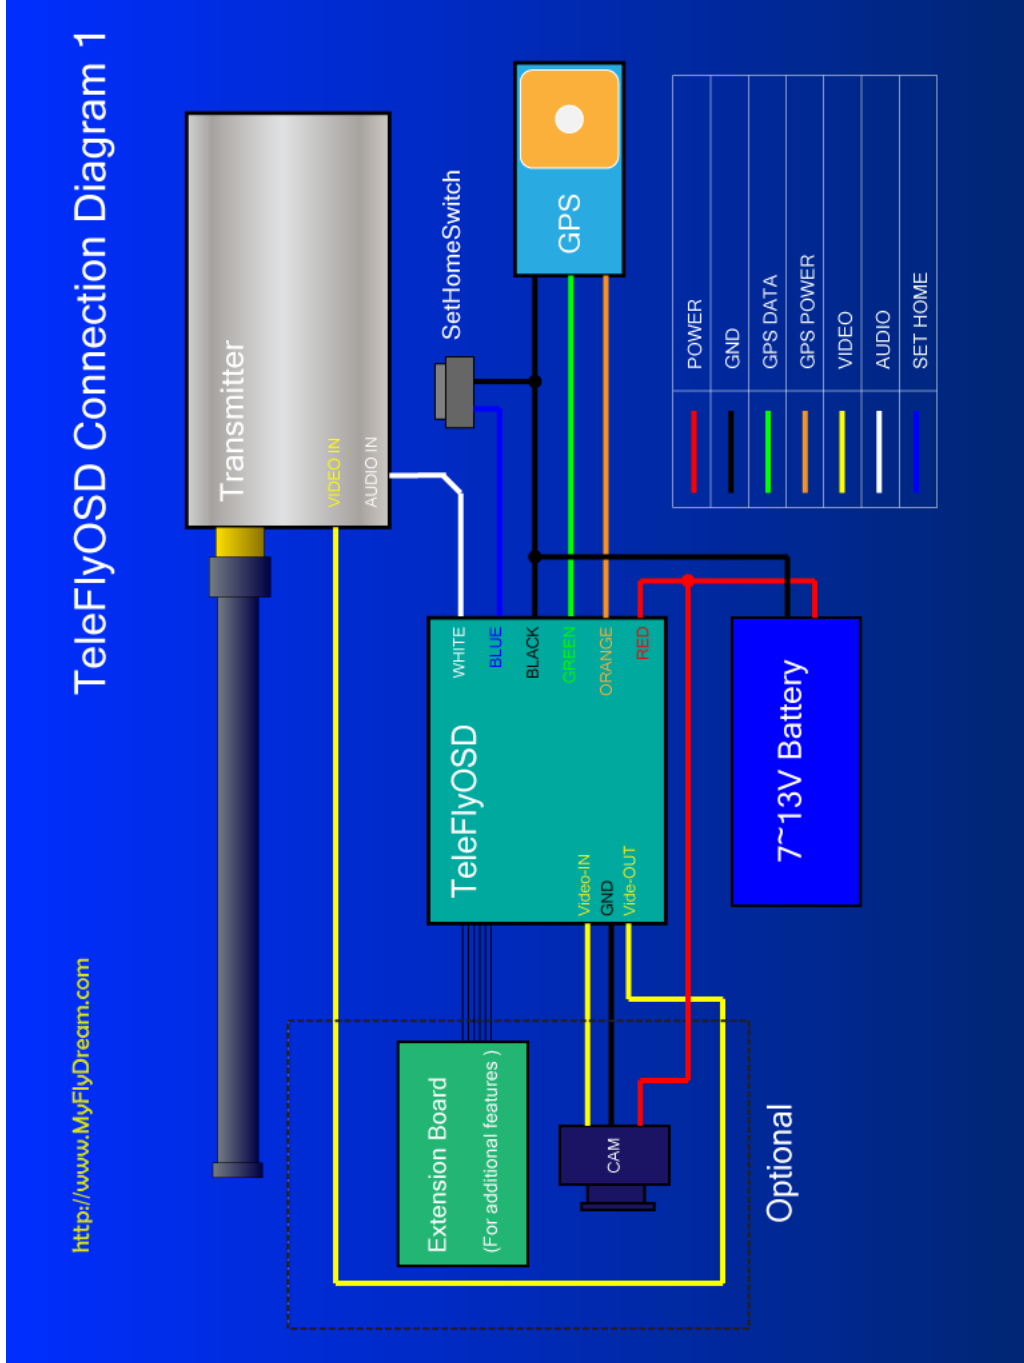 http://www.MyFlyDream.com
TeleFlyOSD Connection Diagram 1
Transmitter
VIDEO IN
AUDIO IN
SetHomeSwitch
GPS
Extension Board
(For additional features )
TeleFlyOSD
WHITE
BLUE
BLACK
GREEN
ORANGE
RED
Video-IN
GND
Vide-OUT
CAM
Optional
7~13V Battery
POWER
GND
GPS DATA
GPS POWER
VIDEO
AUDIO
SET HOME